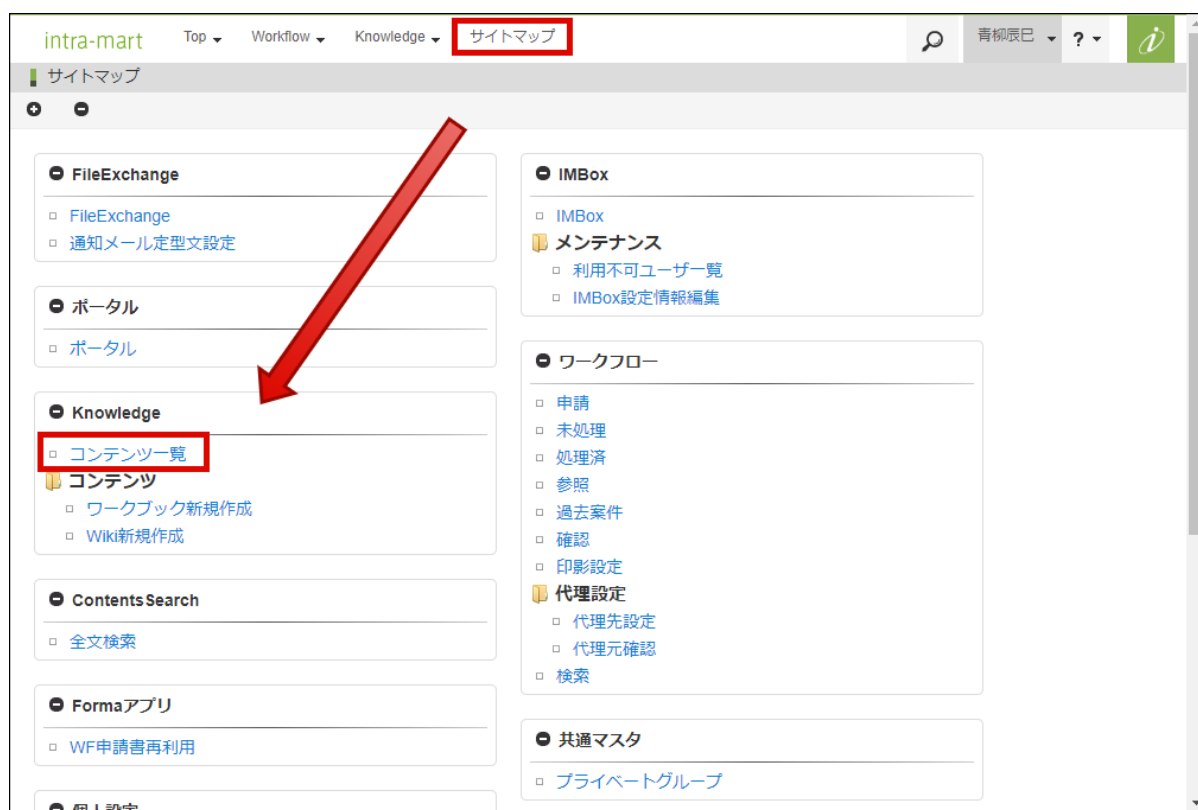 intra-mart Top Workflow Knowledge サイトマップ 青柳辰巳 ?
サイトマップ
FileExchange
FileExchange
通知メール定型文設定
ポータル
ポータル
Knowledge
コンテンツ一覧
コンテンツ
ワークブック新規作成
Wiki新規作成
ContentsSearch
全文検索
Formaアプリ
WF申請書再利用
個人設定
IMBox
IMBox
メンテナンス
利用不可ユーザ一覧
IMBox設定情報編集
ワークフロー
申請
未処理
処理済
参照
過去案件
確認
印影設定
代理設定
代理先設定
代理元確認
検索
共通マスタ
プライベートグループ